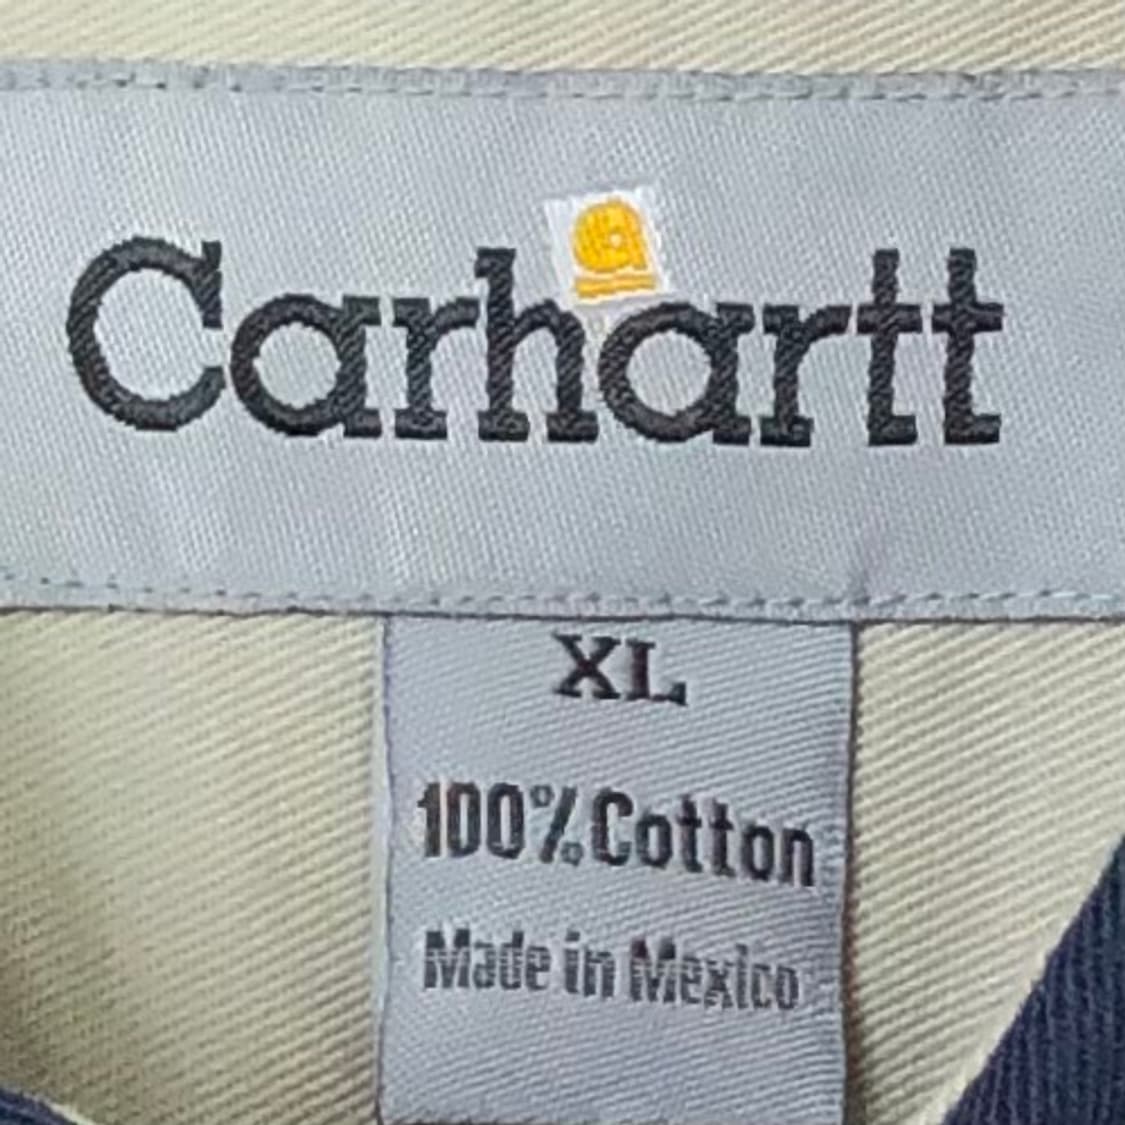 Carhartt
XL
100% Cotton
Made in Mexico